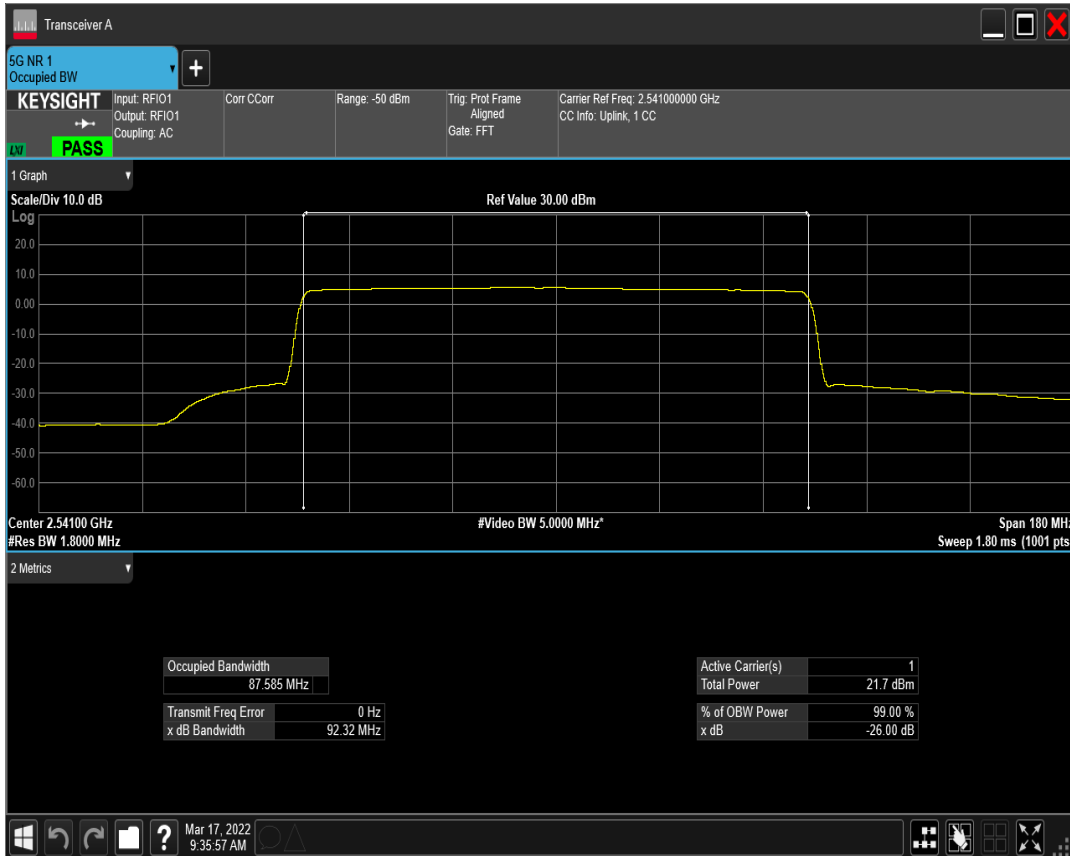 Transceiver A
5G NR 1
Occupied BW
+
KEYSIGHT
LXI
PASS
Input: RFIO1
Output: RFIO1
Coupling: AC
Corr CCorr
Range: -50 dBm
Trig: Prot Frame
Aligned
Gate: FFT
Carrier Ref Freq: 2.541000000 GHz
CC Info: Uplink, 1 CC
1 Graph
Scale/Div 10.0 dB
Ref Value 30.00 dBm
Log
20.0
10.0
0.00
-10.0
-20.0
-30.0
-40.0
-50.0
-60.0
Center 2.54100 GHz
#Video BW 5.0000 MHz*
Span 180 MHz
#Res BW 1.8000 MHz
Sweep 1.80 ms (1001 pts
2 Metrics
Occupied Bandwidth
87.585 MHz
Transmit Freq Error 0 Hz
x dB Bandwidth 92.32 MHz
Active Carrier(s) 1
Total Power 21.7 dBm
% of OBW Power 99.00 %
x dB -26.00 dB
?
Mar 17, 2022
9:35:57 AM